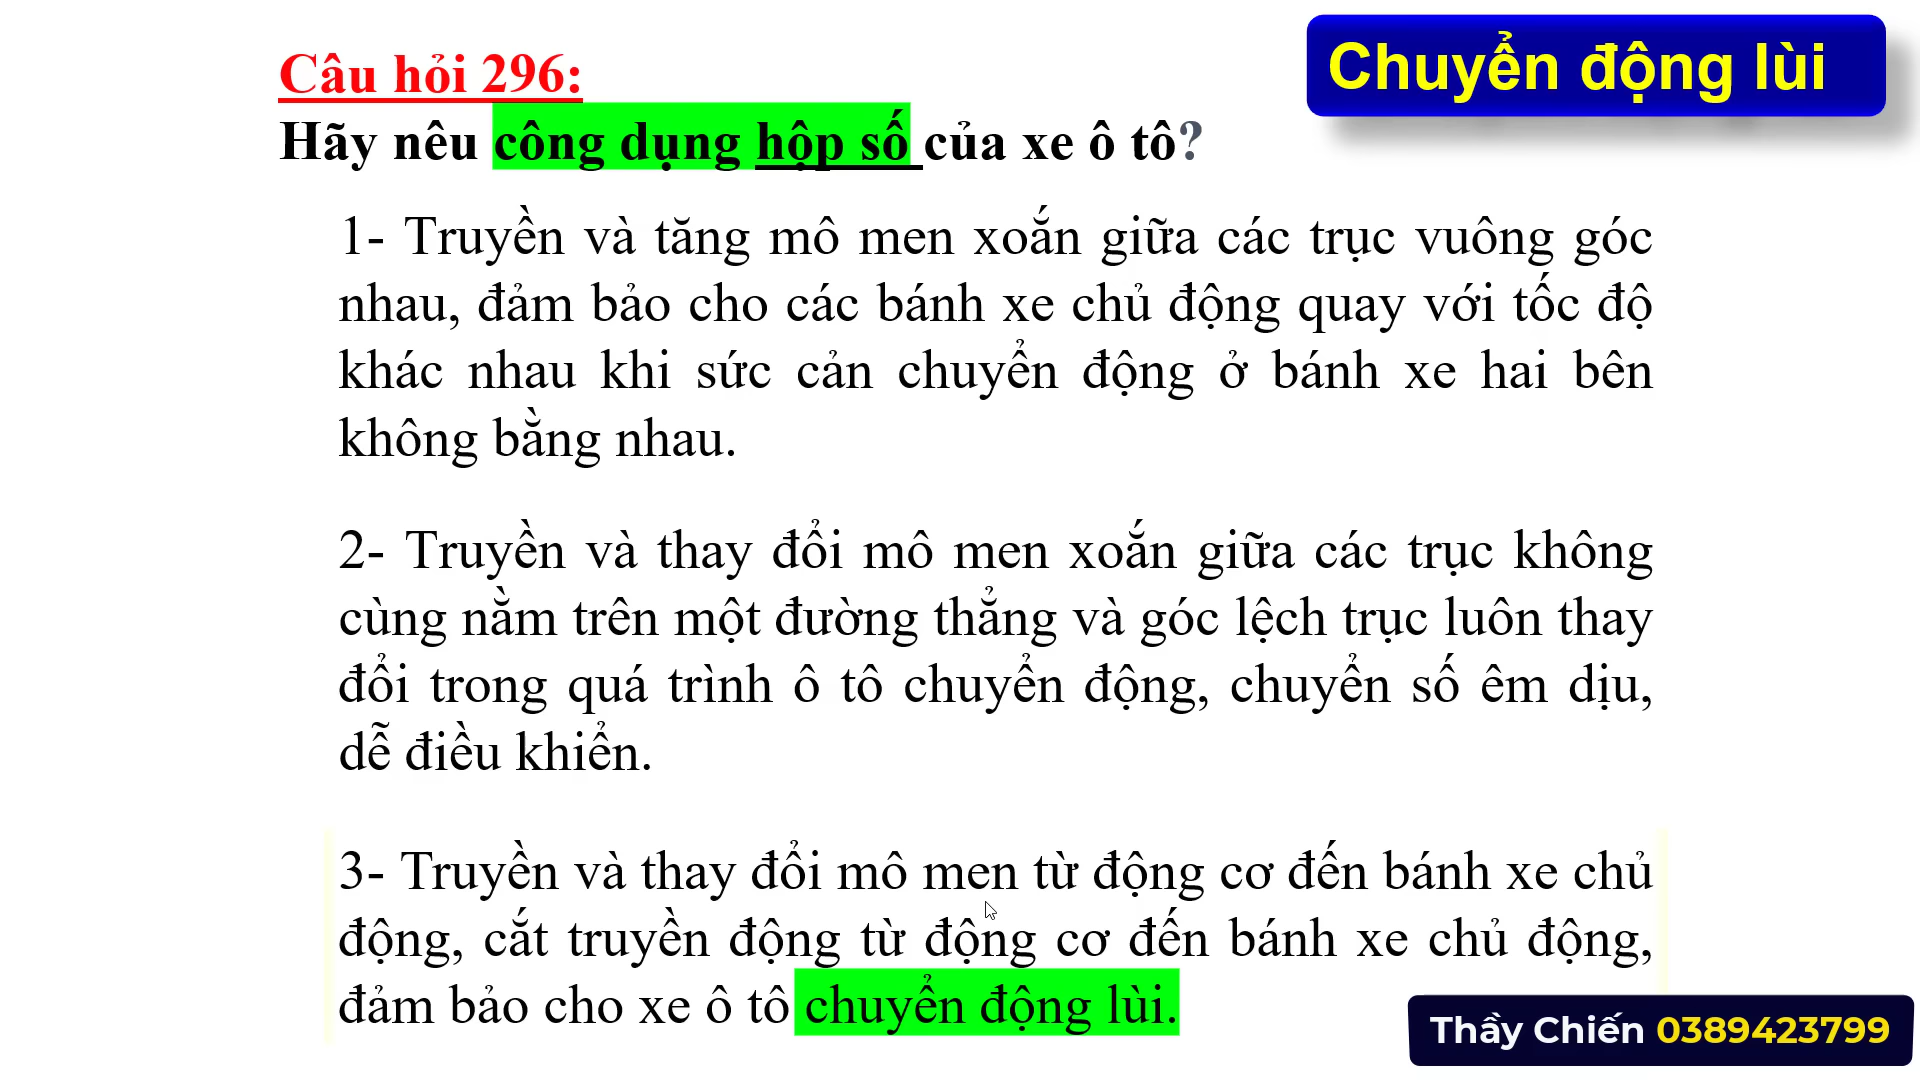 Chuyển động lùi
Câu hỏi 296:
Hãy nêu công dụng hộp số của xe ô tô?
1- Truyền và tăng mô men xoắn giữa các trục vuông góc
nhau, đảm bảo cho các bánh xe chủ động quay với tốc độ
khác nhau khi sức cản chuyển động ở bánh xe hai bên
không bằng nhau.
2- Truyền và thay đổi mô men xoắn giữa các trục không
cùng nằm trên một đường thẳng và góc lệch trục luôn thay
đổi trong quá trình ô tô chuyển động, chuyển số êm dịu,
dễ điều khiển.
3- Truyền và thay đổi mô men từ động cơ đến bánh xe chủ
động, cắt truyền động từ động cơ đến bánh xe chủ động,
đảm bảo cho xe ô tô chuyển động lùi.
Thầy Chiến 0389423799